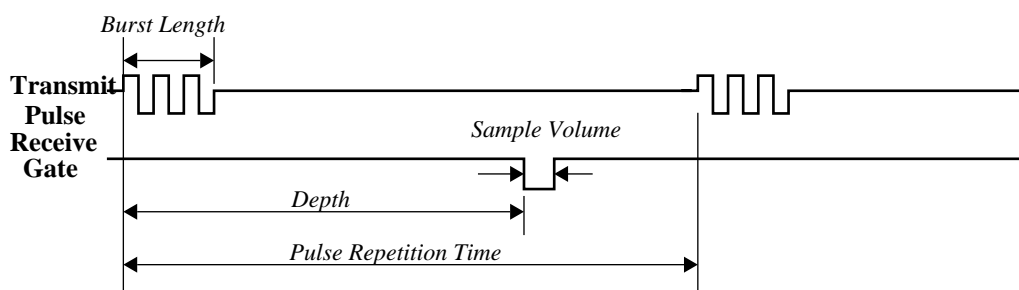 Burst Length
Transmit
Pulse
Sample Volume
Receive
Gate
Depth
Pulse Repetition Time